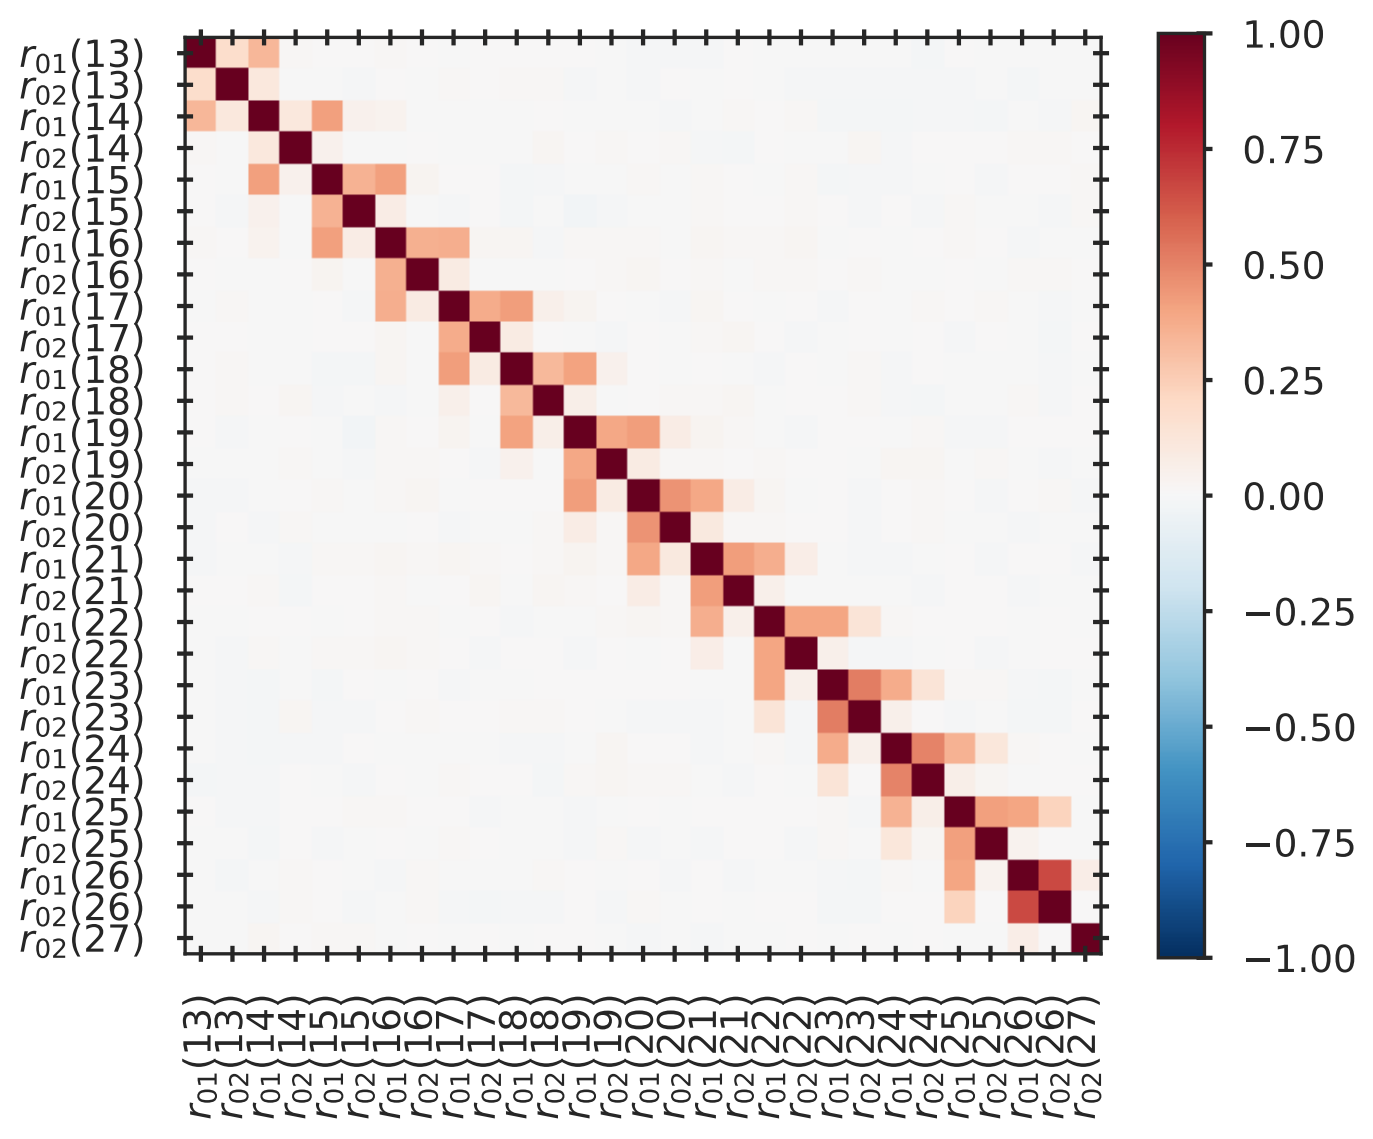 r₀₁(13)
r₀₂(13)
r₀₁(14)
r₀₂(14)
r₀₁(15)
r₀₂(15)
r₀₁(16)
r₀₂(16)
r₀₁(17)
r₀₂(17)
r₀₁(18)
r₀₂(18)
r₀₁(19)
r₀₂(19)
r₀₁(20)
r₀₂(20)
r₀₁(21)
r₀₂(21)
r₀₁(22)
r₀₂(22)
r₀₁(23)
r₀₂(23)
r₀₁(24)
r₀₂(24)
r₀₁(25)
r₀₂(25)
r₀₁(26)
r₀₂(26)
r₀₂(27)
r₀₁(13)
r₀₂(13)
r₀₁(14)
r₀₂(14)
r₀₁(15)
r₀₂(15)
r₀₁(16)
r₀₂(16)
r₀₁(17)
r₀₂(17)
r₀₁(18)
r₀₂(18)
r₀₁(19)
r₀₂(19)
r₀₁(20)
r₀₂(20)
r₀₁(21)
r₀₂(21)
r₀₁(22)
r₀₂(22)
r₀₁(23)
r₀₂(23)
r₀₁(24)
r₀₂(24)
r₀₁(25)
r₀₂(25)
r₀₁(26)
r₀₂(26)
r₀₂(27)
1.00
0.75
0.50
0.25
0.00
−0.25
−0.50
−0.75
−1.00